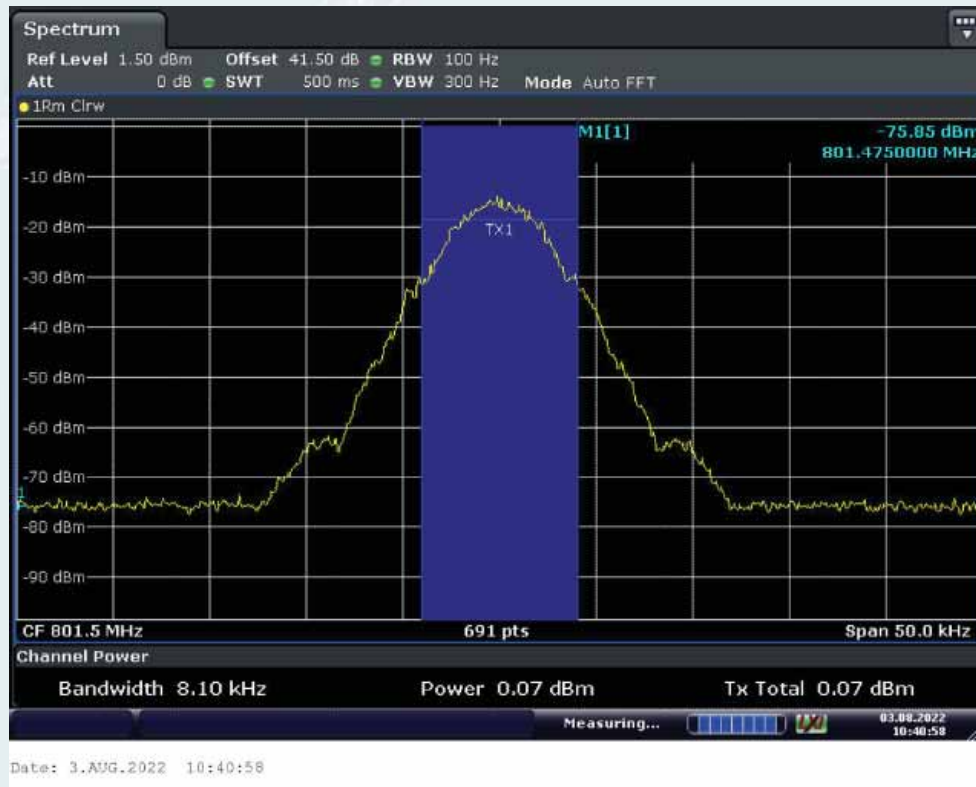 Spectrum
Ref Level 1.50 dBm Offset 41.50 dB RBW 100 Hz
Att 0 dB SWT 500 ms VBW 300 Hz Mode Auto FFT
1Rm Clrw
M1[1] -75.85 dBm
801.4750000 MHz
-10 dBm
-20 dBm
TX1
-30 dBm
-40 dBm
-50 dBm
-60 dBm
-70 dBm
1
-80 dBm
-90 dBm
CF 801.5 MHz 691 pts Span 50.0 kHz
Channel Power
Bandwidth 8.10 kHz Power 0.07 dBm Tx Total 0.07 dBm
Measuring... 03.08.2022
10:40:58
Date: 3.AUG.2022 10:40:58